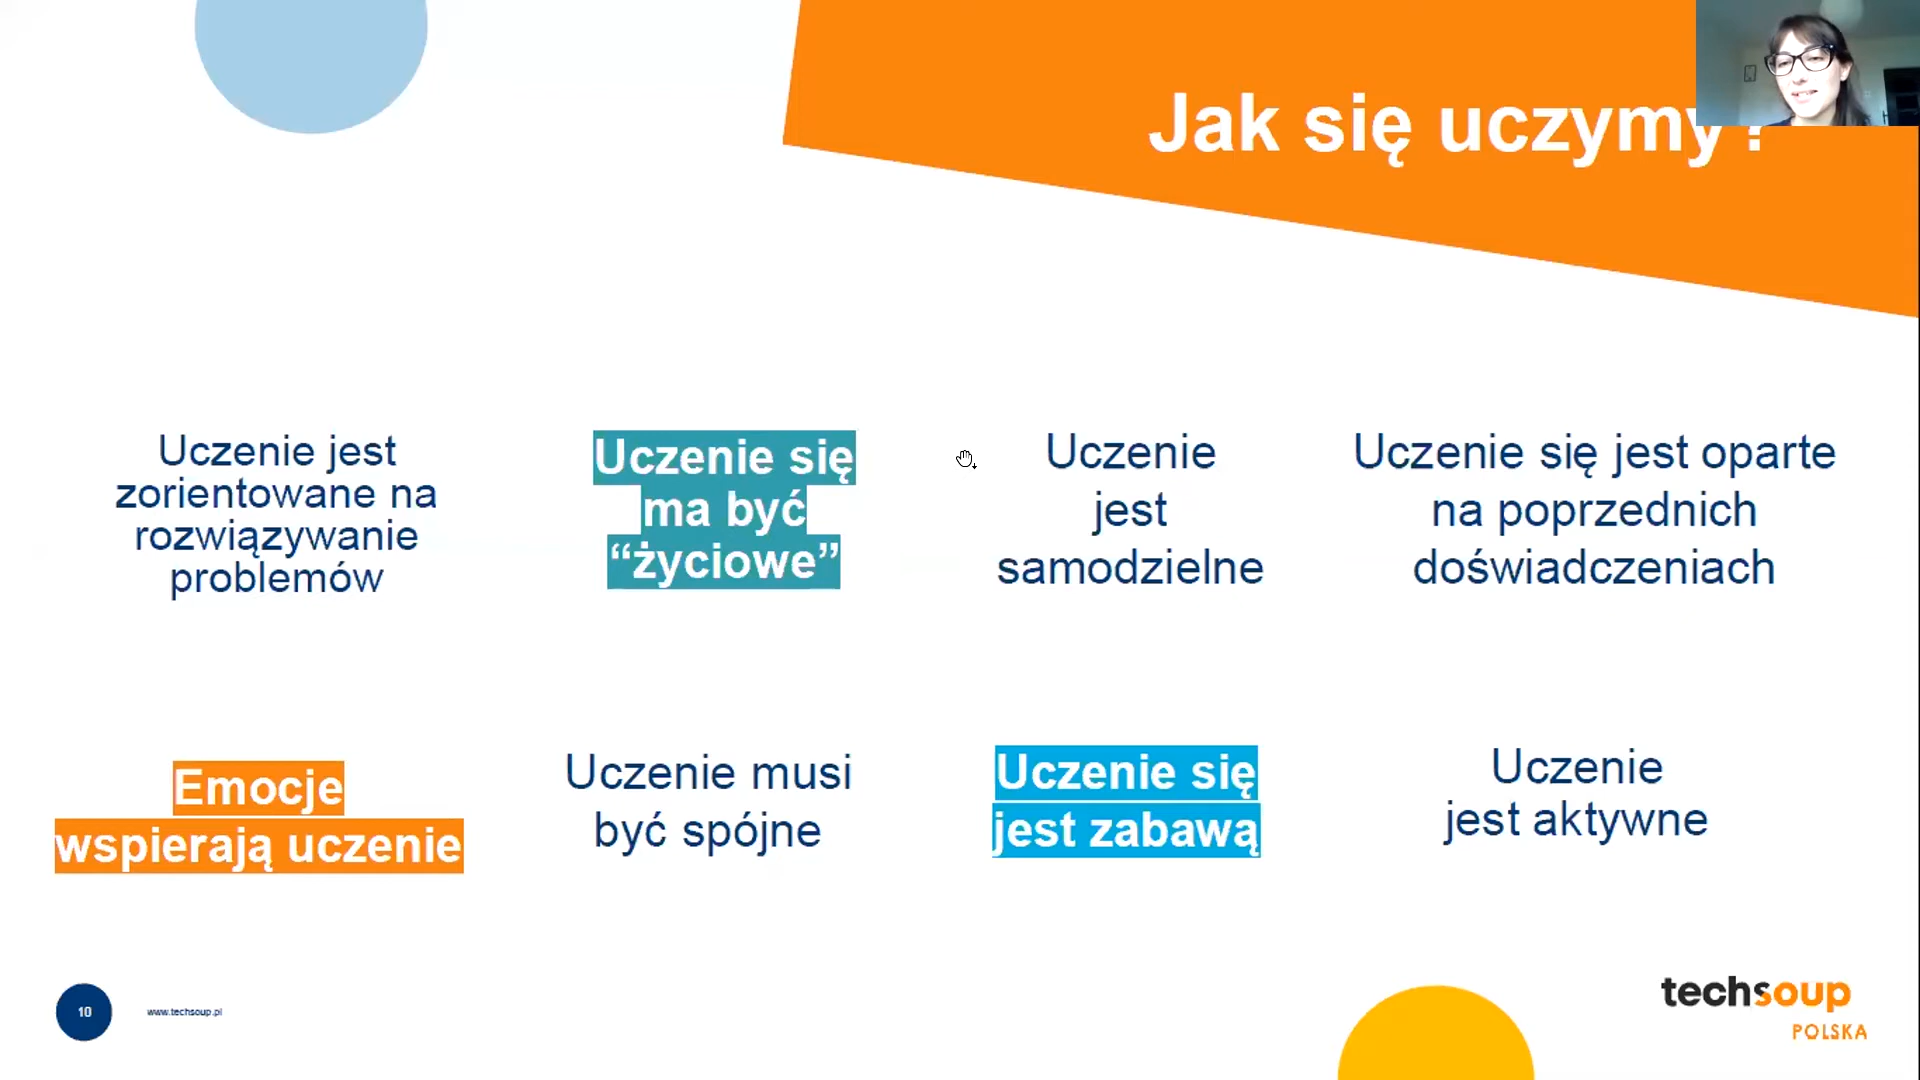 Jak się uczymy?
Uczenie jest
zorientowane na
rozwiązywanie
problemów
Uczenie się
ma być
“życiowe”
Uczenie
jest
samodzielne
Uczenie się jest oparte
na poprzednich
doświadczeniach
Emocje
wspierają uczenie
Uczenie musi
być spójne
Uczenie się
jest zabawą
Uczenie
jest aktywne
10
www.techsoup.pl
techsoup
POLSKA